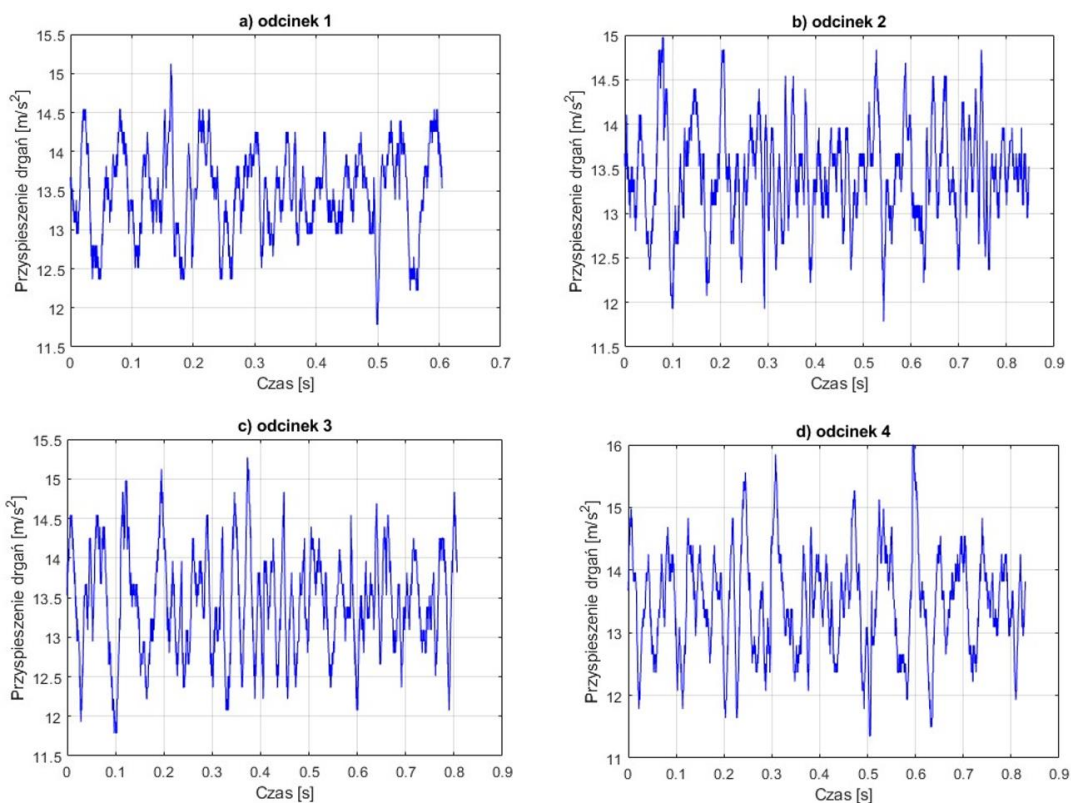 a) odcinek 1
15.5
15
14.5
14
13.5
13
12.5
12
11.5
0 0.1 0.2 0.3 0.4 0.5 0.6 0.7
Czas [s]
Przyspieszenie drgań [m/s²]
b) odcinek 2
15
14.5
14
13.5
13
12.5
12
11.5
0 0.1 0.2 0.3 0.4 0.5 0.6 0.7 0.8 0.9
Czas [s]
Przyspieszenie drgań [m/s²]
c) odcinek 3
15.5
15
14.5
14
13.5
13
12.5
12
11.5
0 0.1 0.2 0.3 0.4 0.5 0.6 0.7 0.8 0.9
Czas [s]
Przyspieszenie drgań [m/s²]
d) odcinek 4
16
15
14
13
12
11
0 0.1 0.2 0.3 0.4 0.5 0.6 0.7 0.8 0.9
Czas [s]
Przyspieszenie drgań [m/s²]